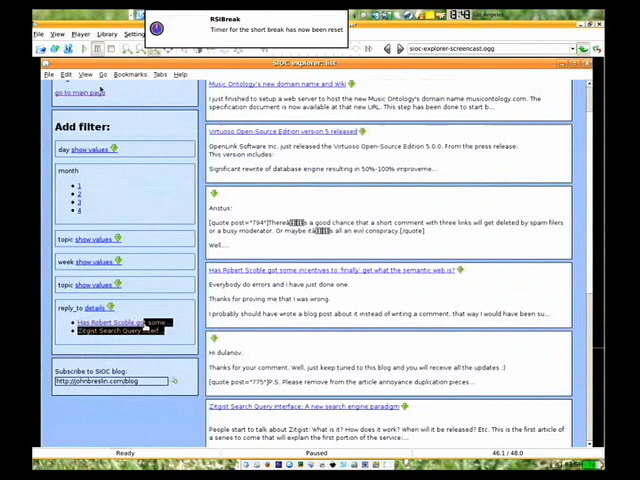 RSIBreak
Timer for the short break has now been reset
Los Angeles
File View Player Library Setting
sioc-explorer-screencast.ogg
SIOC explorer: list
File Edit View Go Bookmarks Tabs Help
go to main page
Add filter:
day show values
month
1
2
3
4
topic show values
week show values
topic show values
reply_to details
Has Robert Scoble got some ...
Zitgist Search Query Interf...
Subscribe to SIOC blog:
http://johnbreslin.com/blog
Music Ontology's new domain name and Wiki
I just finished to setup a web server to host the new Music Ontology's domain name musicontology.com. The
specification document is now available at that new URL. This step has been done to start b...
Virtuoso Open-Source Edition version 5 released
OpenLink Software Inc. just released the Virtuoso Open-Source Edition 5.0.0. From the press release:
This version includes:
Significant rewrite of database engine resulting in 50%-100% improveme...
Aristus:
[quote post="794"]There s a good chance that a short comment with three links will get deleted by spam filers
or a busy moderator. Or maybe it s all an evil conspiracy.[/quote]
Well....
Has Robert Scoble got some incentives to 'finally' get what the semantic web is?
Everybody do errors and I have just done one.
Thanks for proving me that I was wrong.
I probably should have wrote a blog post about it instead of writing a comment, that way I would have been su...
Hi dulanov.
Thanks for your comment. Well, just keep tuned to this blog and you will receive all the updates :)
[quote post="775"]P.S. Please remove from the article annoyance duplication pieces...
Zitgist Search Query Interface: A new search engine paradigm
People start to talk about Zitgist: What is it? How does it work? When will it be released? Etc. This is the first article of
a series to come that will explain the first portion of the service:...
Ready Paused 46.1 / 48.0